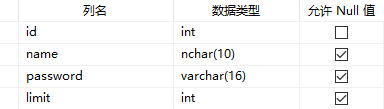 列名 数据类型 允许 Null 值
id int
name nchar(10)
password varchar(16)
limit int